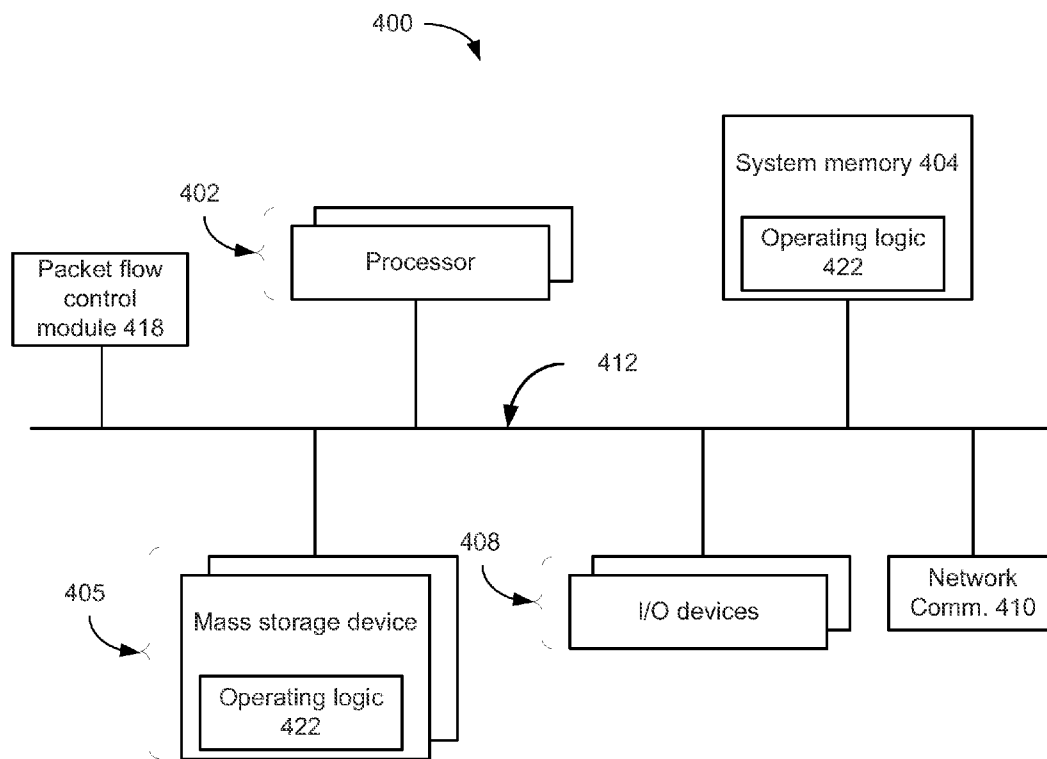 400
System memory 404
402
Operating logic
422
Processor
Packet flow
control
module 418
412
408
405
Mass storage device
I/O devices
Network
Comm. 410
Operating logic
422